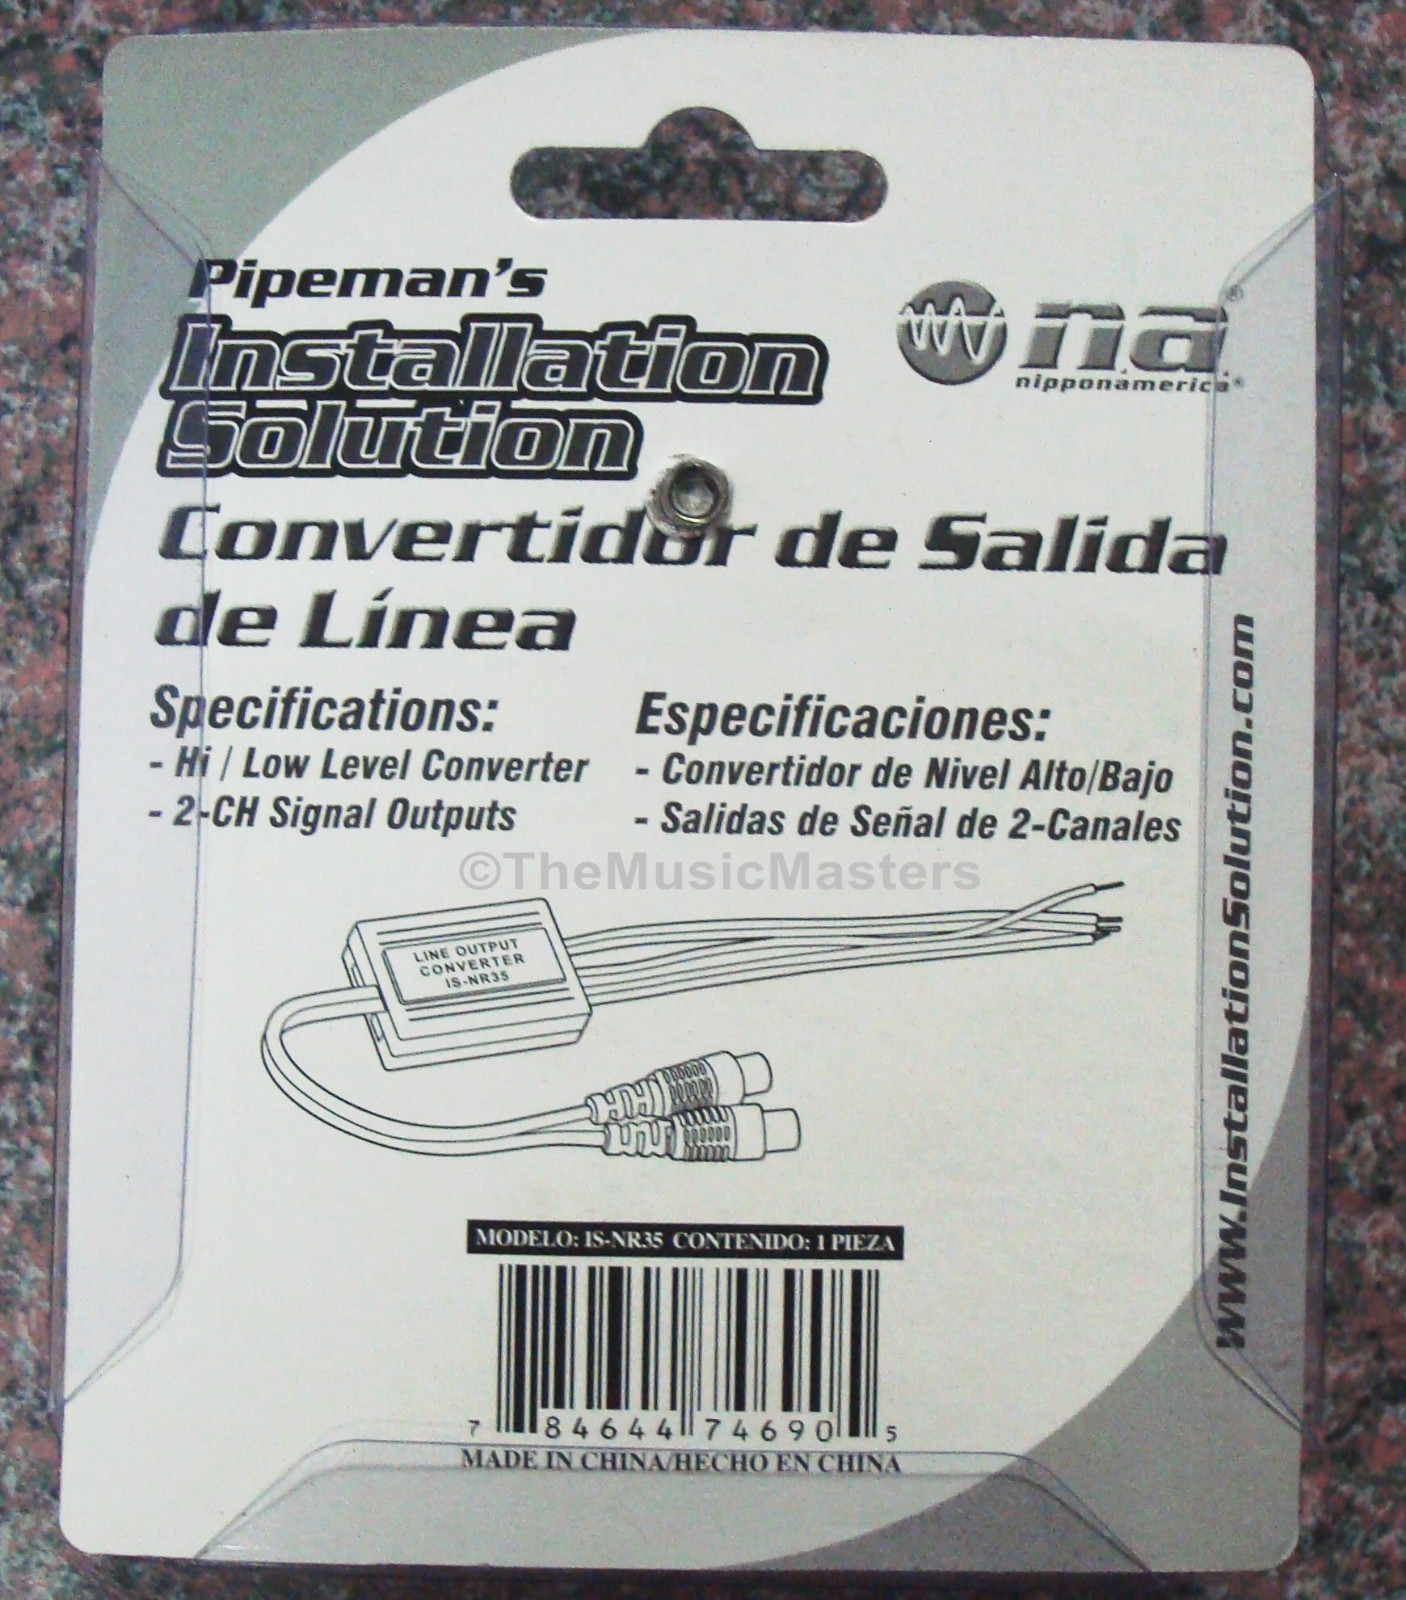 Pipeman's
Installation
Solution
n.a.®
nipponamerica®
Convertidor de Salida
de Línea
Specifications:
- Hi / Low Level Converter
- 2-CH Signal Outputs
Especificaciones:
- Convertidor de Nivel Alto/Bajo
- Salidas de Señal de 2-Canales
©TheMusicMasters
LINE OUTPUT
CONVERTER
IS-NR35
MODELO: IS-NR35 CONTENIDO: 1 PIEZA
7 84644 74690 5
MADE IN CHINA/HECHO EN CHINA
www.InstallationSolution.com